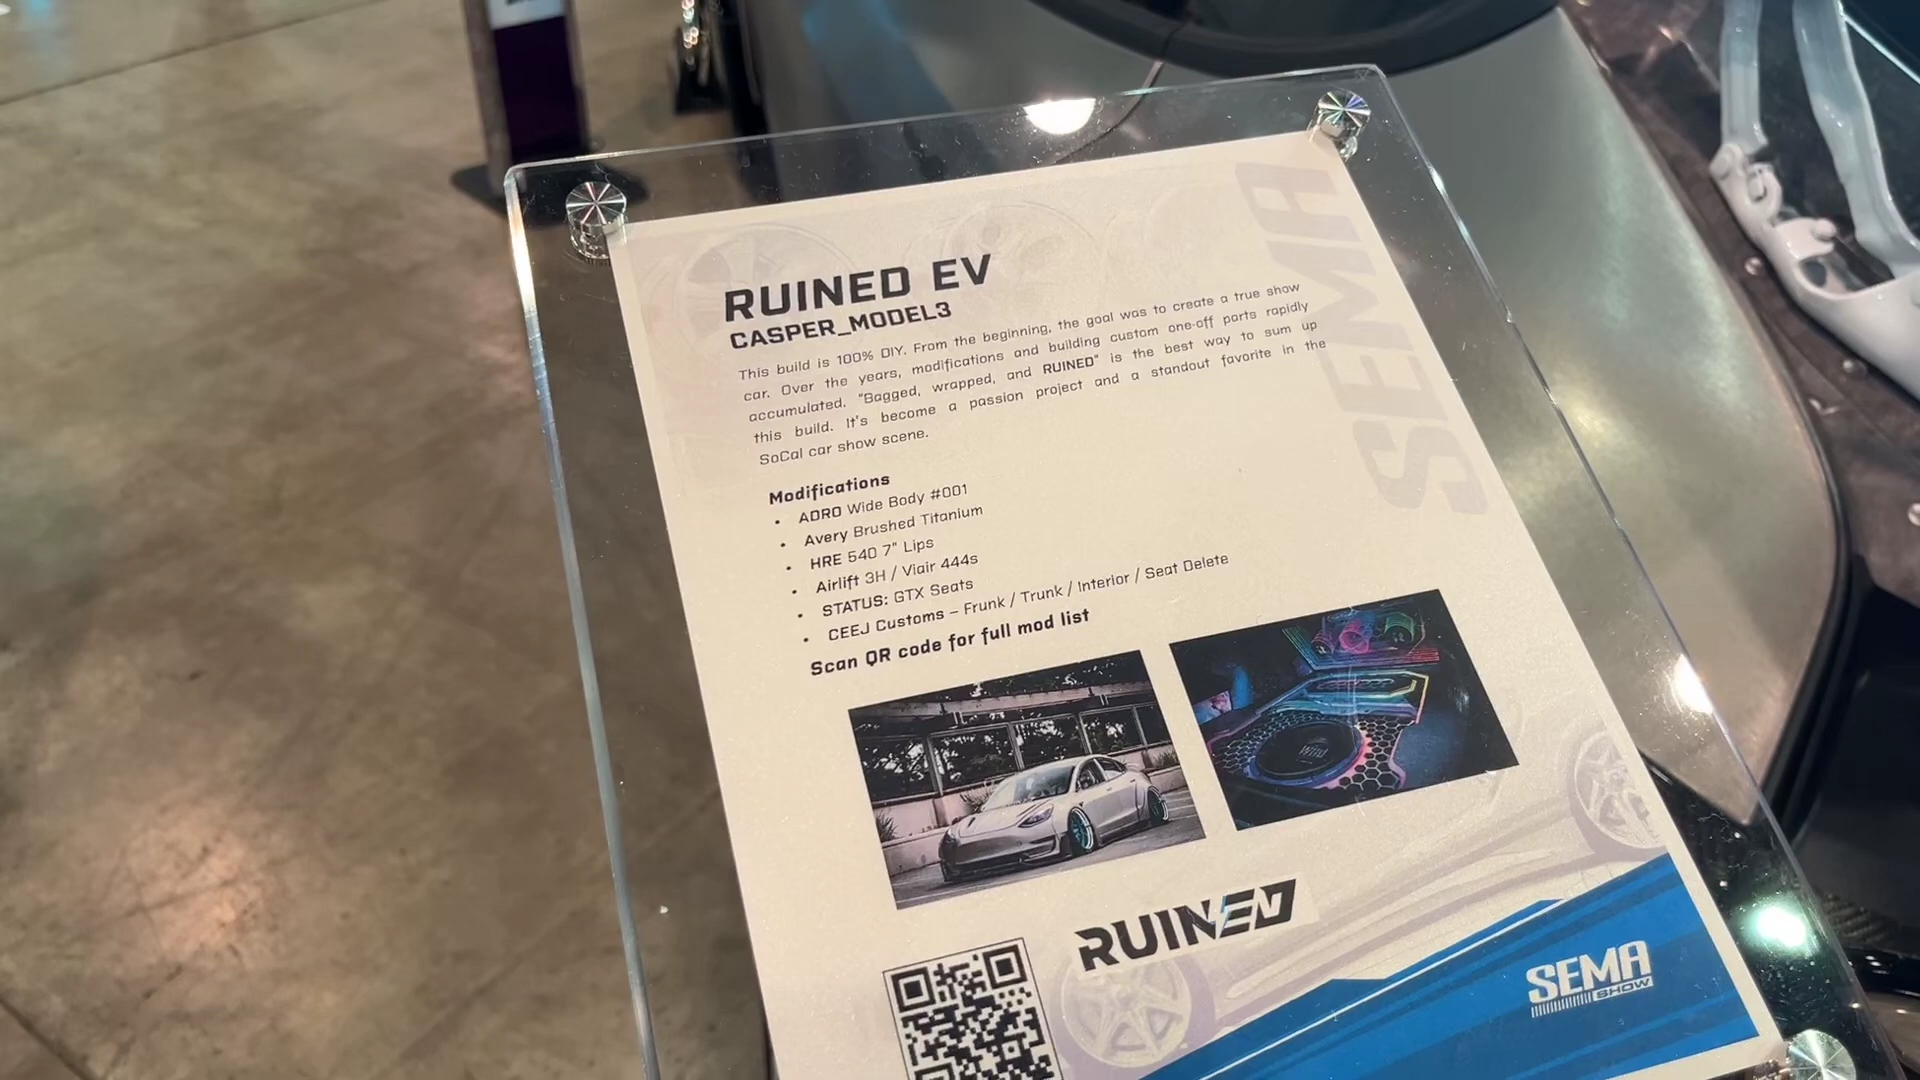 RUINED EV
CASPER_MODEL3
This build is 100% DIY. From the beginning, the goal was to create a true show
car. Over the years, modifications and building custom one-off parts rapidly
accumulated. "Bagged, wrapped, and RUINED" is the best way to sum up
this build. It's become a passion project and a standout favorite in the
SoCal car show scene.
Modifications
• ADRO Wide Body #001
• Avery Brushed Titanium
• HRE 540 7" Lips
• Airlift 3H / Viair 444s
• STATUS: GTX Seats
• CEEJ Customs – Frunk / Trunk / Interior / Seat Delete
Scan QR code for full mod list
RUINED
SEMA
SEMA
SHOW